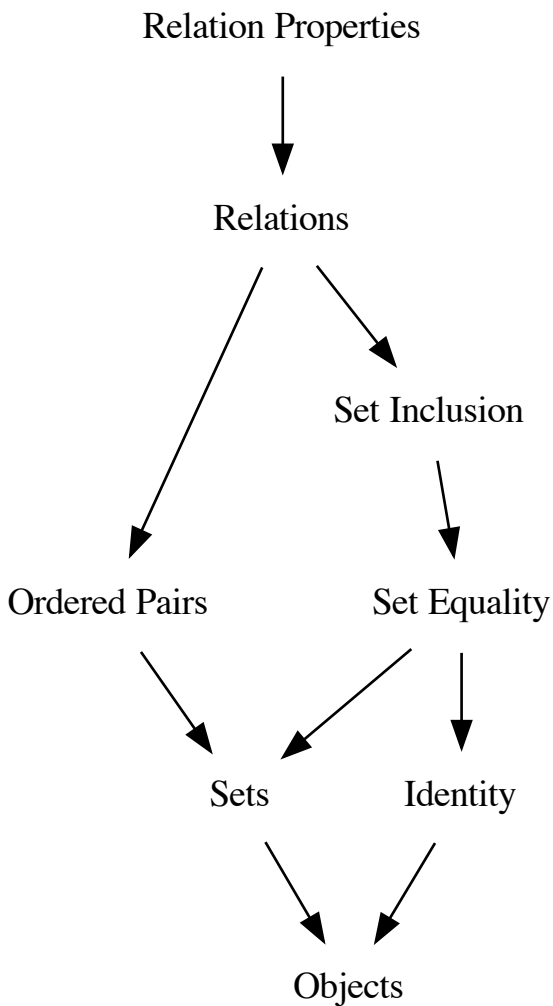 Relation Properties
Relations
Set Inclusion
Ordered Pairs
Set Equality
Sets
Identity
Objects